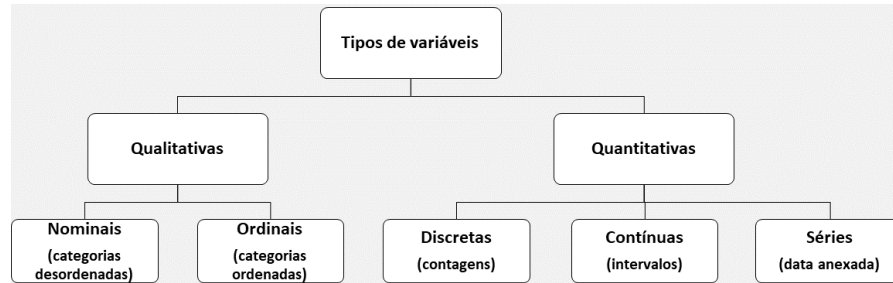 Tipos de variáveis
Qualitativas
Quantitativas
Nominais
(categorias
desordenadas)
Ordinais
(categorias
ordenadas)
Discretas
(contagens)
Contínuas
(intervalos)
Séries
(data anexada)